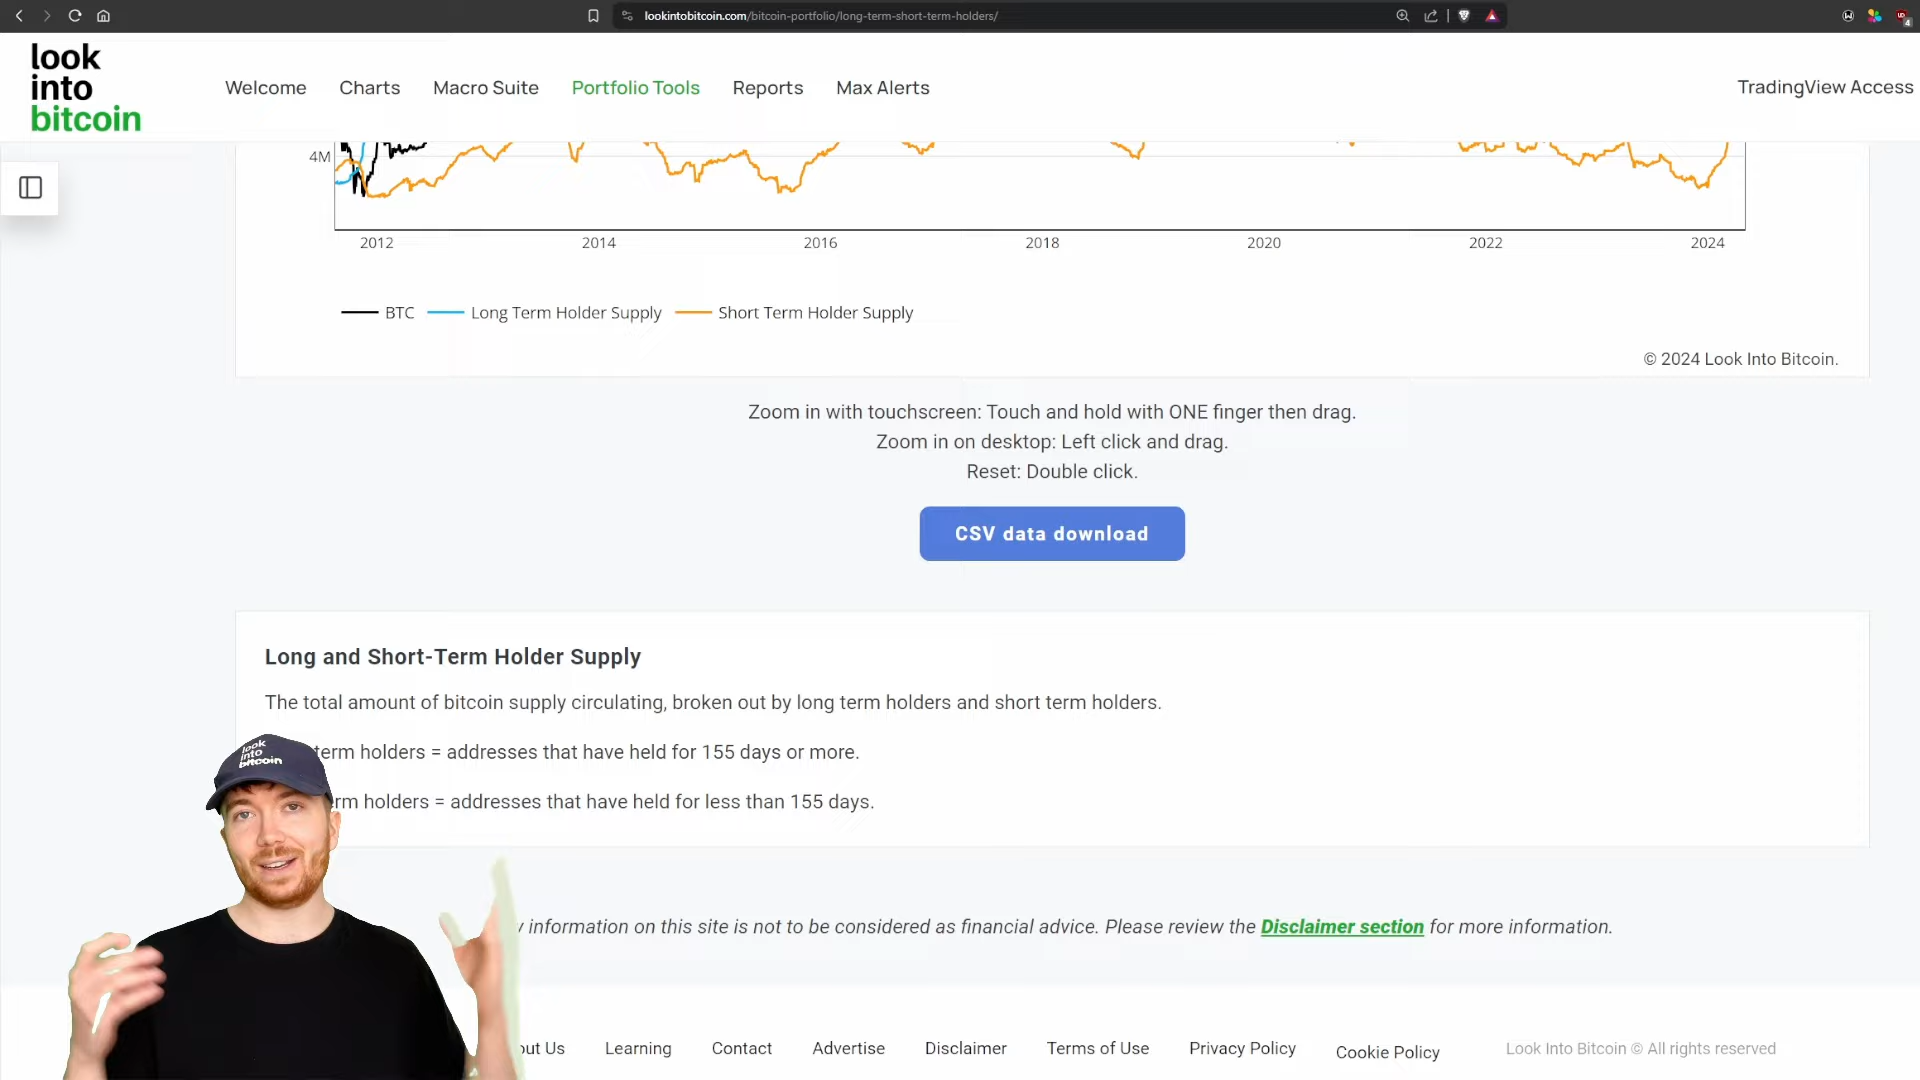 lookintobitcoin.com/bitcoin-portfolio/long-term-short-term-holders/
4
look
into
bitcoin
Welcome
Charts
Macro Suite
Portfolio Tools
Reports
Max Alerts
TradingView Access
4M
2012
2014
2016
2018
2020
2022
2024
BTC
Long Term Holder Supply
Short Term Holder Supply
© 2024 Look Into Bitcoin.
Zoom in with touchscreen: Touch and hold with ONE finger then drag.
Zoom in on desktop: Left click and drag.
Reset: Double click.
CSV data download
Long and Short-Term Holder Supply
The total amount of bitcoin supply circulating, broken out by long term holders and short term holders.
term holders = addresses that have held for 155 days or more.
holders = addresses that have held for less than 155 days.
look
into
bitcoin
information on this site is not to be considered as financial advice. Please review the Disclaimer section for more information.
Us
Learning
Contact
Advertise
Disclaimer
Terms of Use
Privacy Policy
Cookie Policy
Look Into Bitcoin © All rights reserved